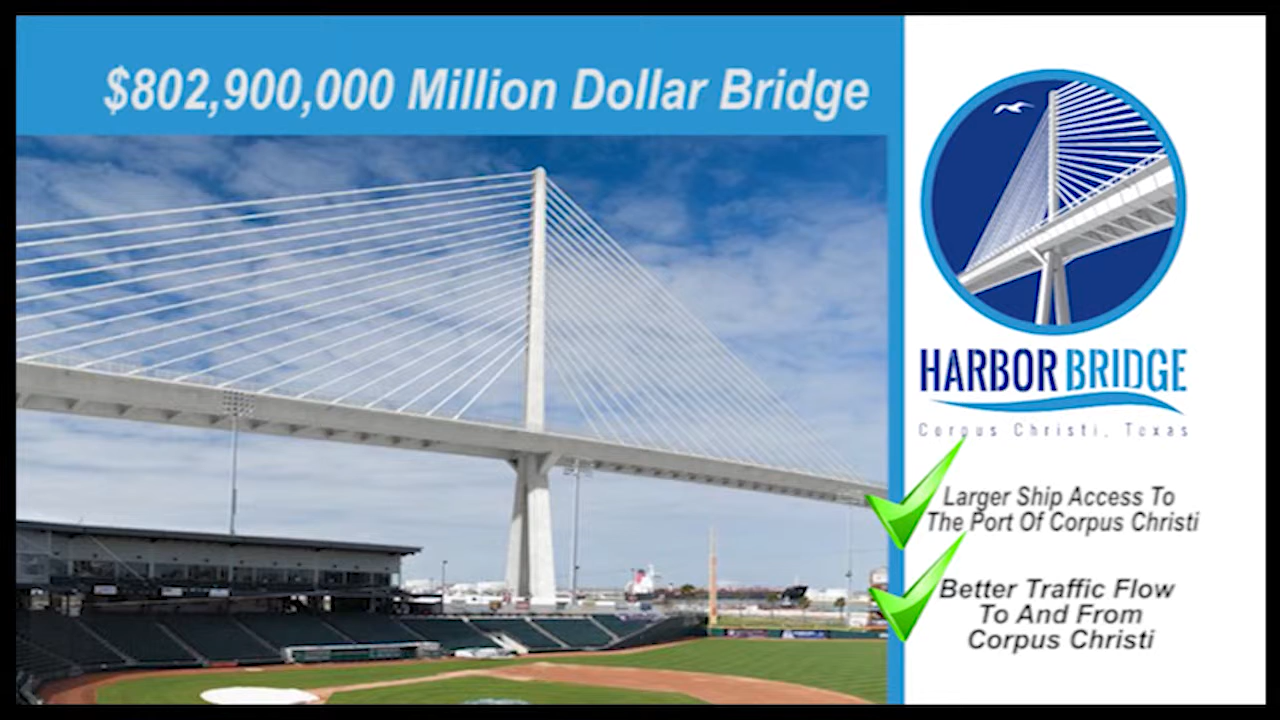 $802,900,000 Million Dollar Bridge
HARBOR BRIDGE
Corpus Christi, Texas
Larger Ship Access To
The Port Of Corpus Christi
Better Traffic Flow
To And From
Corpus Christi